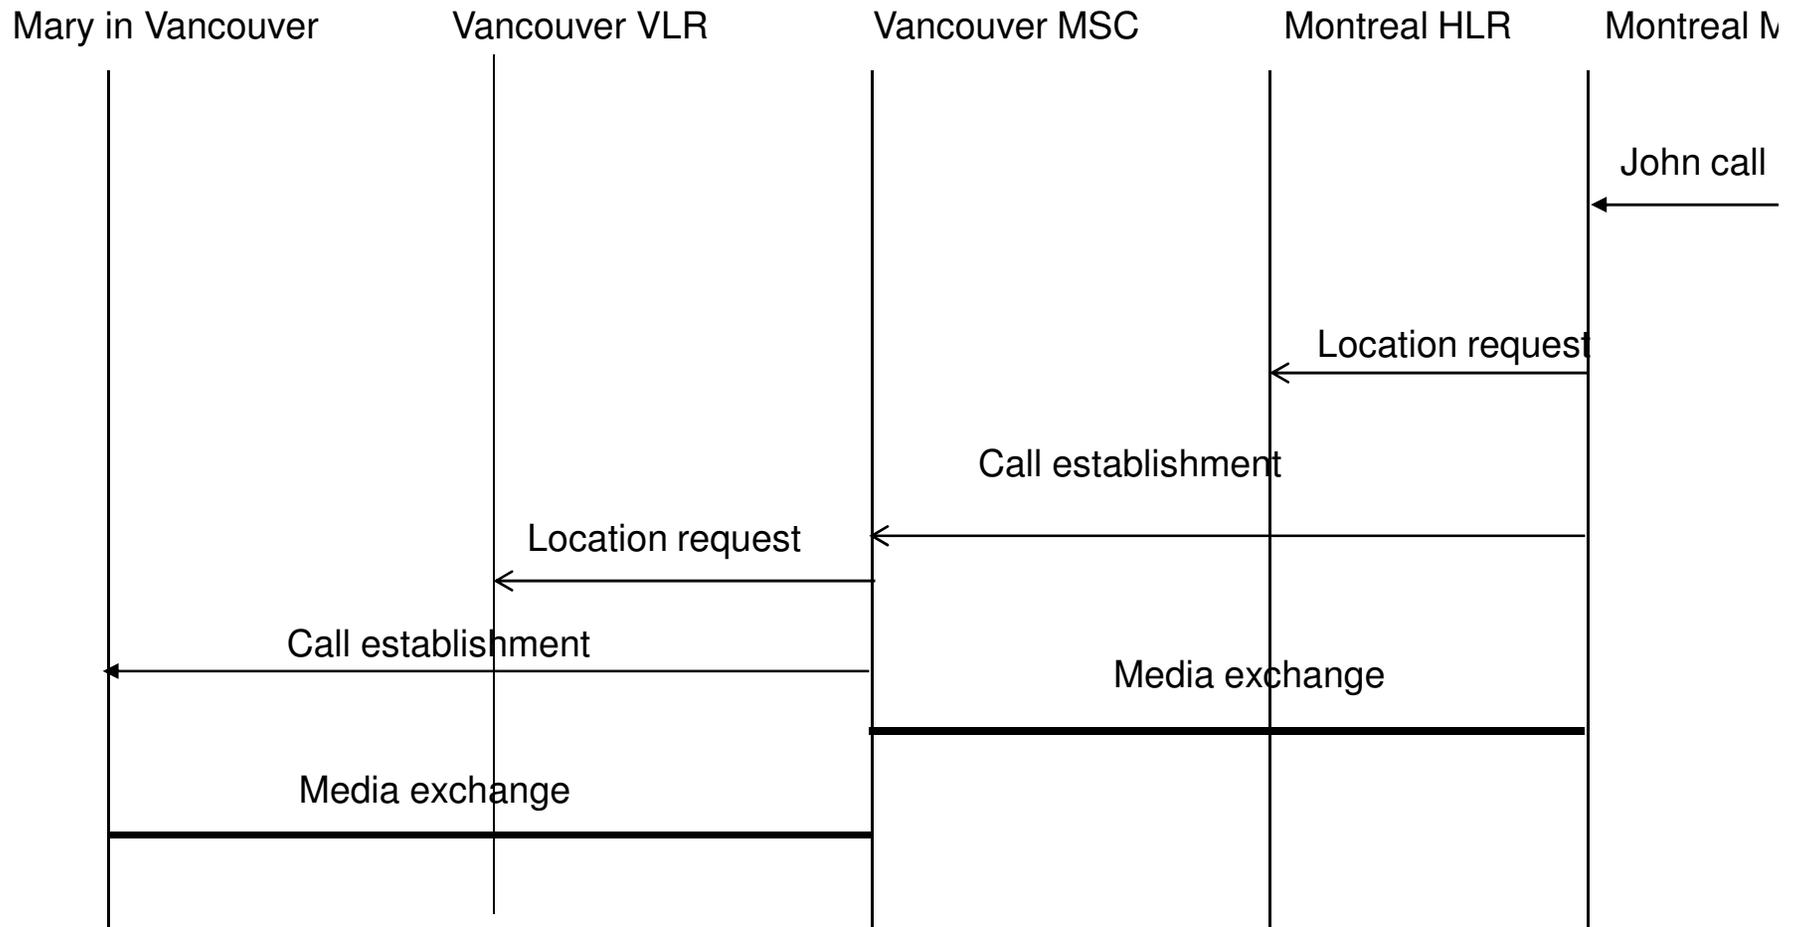 Mary in Vancouver Vancouver VLR Vancouver MSC Montreal HLR Montreal
John call
Location request
Call establishment
Location request
Call establishment
Media exchange
Media exchange